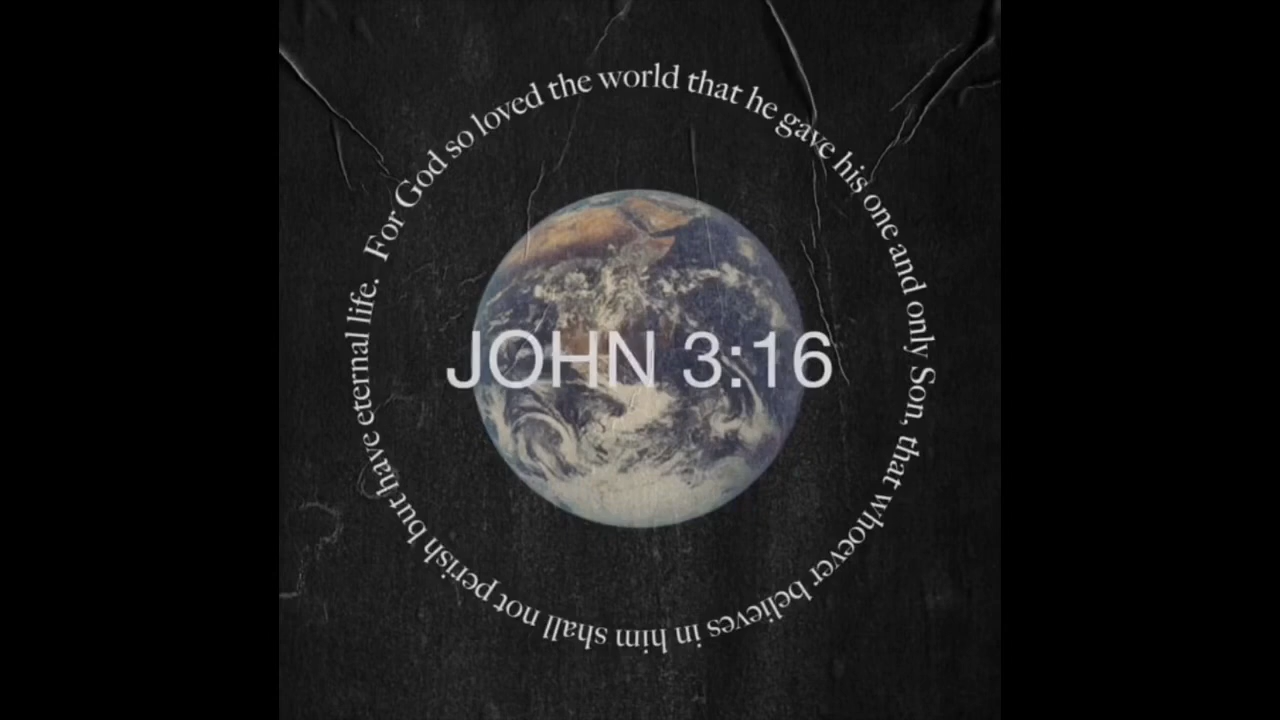 For God so loved the world that he gave his one and only Son, that whoever believes in him shall not perish but have eternal life.
JOHN 3:16